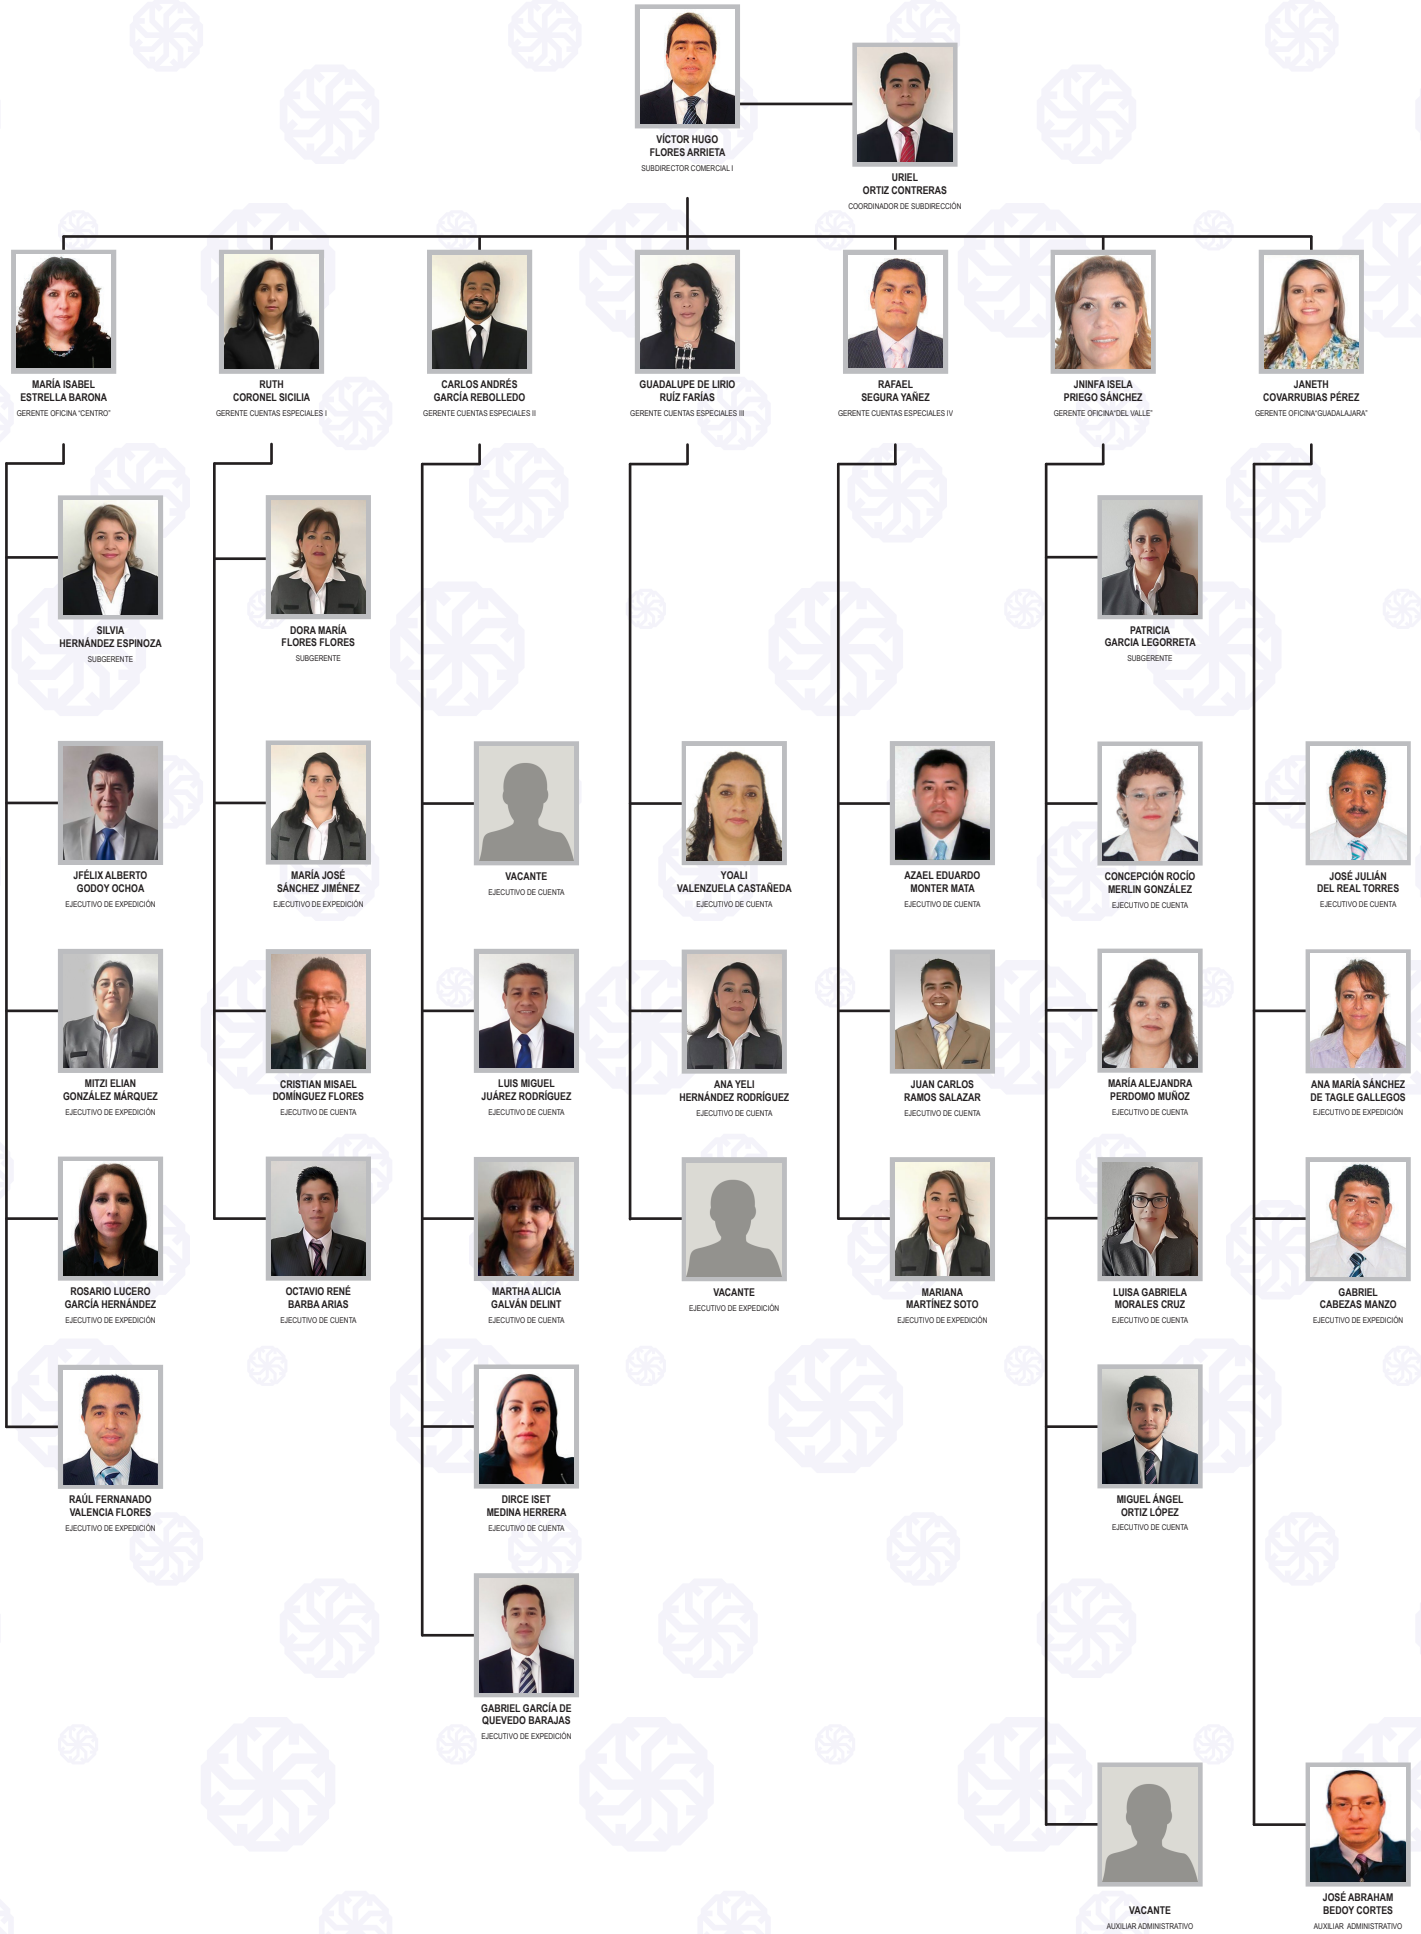 VÍCTOR HUGO
FLORES ARRIETA
SUBDIRECTOR COMERCIAL I
URIEL
ORTIZ CONTRERAS
COORDINADOR DE SUBDIRECCIÓN
MARÍA ISABEL
ESTRELLA BARONA
GERENTE OFICINA “CENTRO”
RUTH
CORONEL SICILIA
GERENTE CUENTAS ESPECIALES I
CARLOS ANDRÉS
GARCÍA REBOLLEDO
GERENTE CUENTAS ESPECIALES II
GUADALUPE DE LIRIO
RUÍZ FARÍAS
GERENTE CUENTAS ESPECIALES III
RAFAEL
SEGURA YAÑEZ
GERENTE CUENTAS ESPECIALES IV
JNINFA ISELA
PRIEGO SÁNCHEZ
GERENTE OFICINA“DEL VALLE”
JANETH
COVARRUBIAS PÉREZ
GERENTE OFICINA“GUADALAJARA”
SILVIA
HERNÁNDEZ ESPINOZA
SUBGERENTE
DORA MARÍA
FLORES FLORES
SUBGERENTE
PATRICIA
GARCIA LEGORRETA
SUBGERENTE
JFÉLIX ALBERTO
GODOY OCHOA
EJECUTIVO DE EXPEDICIÓN
MARÍA JOSÉ
SÁNCHEZ JIMÉNEZ
EJECUTIVO DE EXPEDICIÓN
VACANTE
EJECUTIVO DE CUENTA
YOALI
VALENZUELA CASTAÑEDA
EJECUTIVO DE CUENTA
AZAEL EDUARDO
MONTER MATA
EJECUTIVO DE CUENTA
CONCEPCIÓN ROCÍO
MERLIN GONZÁLEZ
EJECUTIVO DE CUENTA
JOSÉ JULIÁN
DEL REAL TORRES
EJECUTIVO DE CUENTA
MITZI ELIAN
GONZÁLEZ MÁRQUEZ
EJECUTIVO DE EXPEDICIÓN
CRISTIAN MISAEL
DOMÍNGUEZ FLORES
EJECUTIVO DE CUENTA
LUIS MIGUEL
JUÁREZ RODRÍGUEZ
EJECUTIVO DE CUENTA
ANA YELI
HERNÁNDEZ RODRÍGUEZ
EJECUTIVO DE CUENTA
JUAN CARLOS
RAMOS SALAZAR
EJECUTIVO DE CUENTA
MARÍA ALEJANDRA
PERDOMO MUÑOZ
EJECUTIVO DE CUENTA
ANA MARÍA SÁNCHEZ
DE TAGLE GALLEGOS
EJECUTIVO DE EXPEDICIÓN
ROSARIO LUCERO
GARCÍA HERNÁNDEZ
EJECUTIVO DE EXPEDICIÓN
OCTAVIO RENÉ
BARBA ARIAS
EJECUTIVO DE CUENTA
MARTHA ALICIA
GALVÁN DELINT
EJECUTIVO DE CUENTA
VACANTE
EJECUTIVO DE EXPEDICIÓN
MARIANA
MARTÍNEZ SOTO
EJECUTIVO DE EXPEDICIÓN
LUISA GABRIELA
MORALES CRUZ
EJECUTIVO DE CUENTA
GABRIEL
CABEZAS MANZO
EJECUTIVO DE EXPEDICIÓN
RAÚL FERNANADO
VALENCIA FLORES
EJECUTIVO DE EXPEDICIÓN
DIRCE ISET
MEDINA HERRERA
EJECUTIVO DE CUENTA
MIGUEL ÁNGEL
ORTIZ LÓPEZ
EJECUTIVO DE CUENTA
GABRIEL GARCÍA DE
QUEVEDO BARAJAS
EJECUTIVO DE EXPEDICIÓN
VACANTE
AUXILIAR ADMINISTRATIVO
JOSÉ ABRAHAM
BEDOY CORTES
AUXILIAR ADMINISTRATIVO